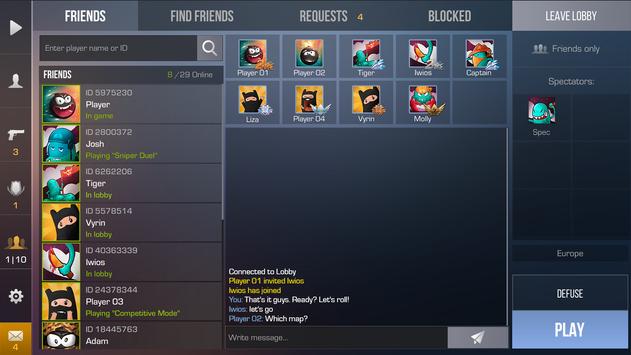 FRIENDS
FIND FRIENDS
REQUESTS 4
BLOCKED
LEAVE LOBBY
Enter player name or ID
FRIENDS 8 /29 Online
ID 5975230
Player
In game
ID 2800372
Josh
Playing "Sniper Duel"
ID 6262206
Tiger
In lobby
ID 5578514
Vyrin
In lobby
ID 40363339
Iwios
In lobby
ID 24378344
Player 03
Playing "Competitive Mode"
ID 18445763
Adam
3
1
1|10
4
Player 01
Player 02
Tiger
Iwios
Captain
Liza
Player 04
Vyrin
Molly
Connected to Lobby
Player 01 invited Iwios
Iwios has joined
You: That's it guys. Ready? Let's roll!
Iwios: let's go
Player 02: Which map?
Write message...
Friends only
Spectators:
Spec
Europe
DEFUSE
PLAY